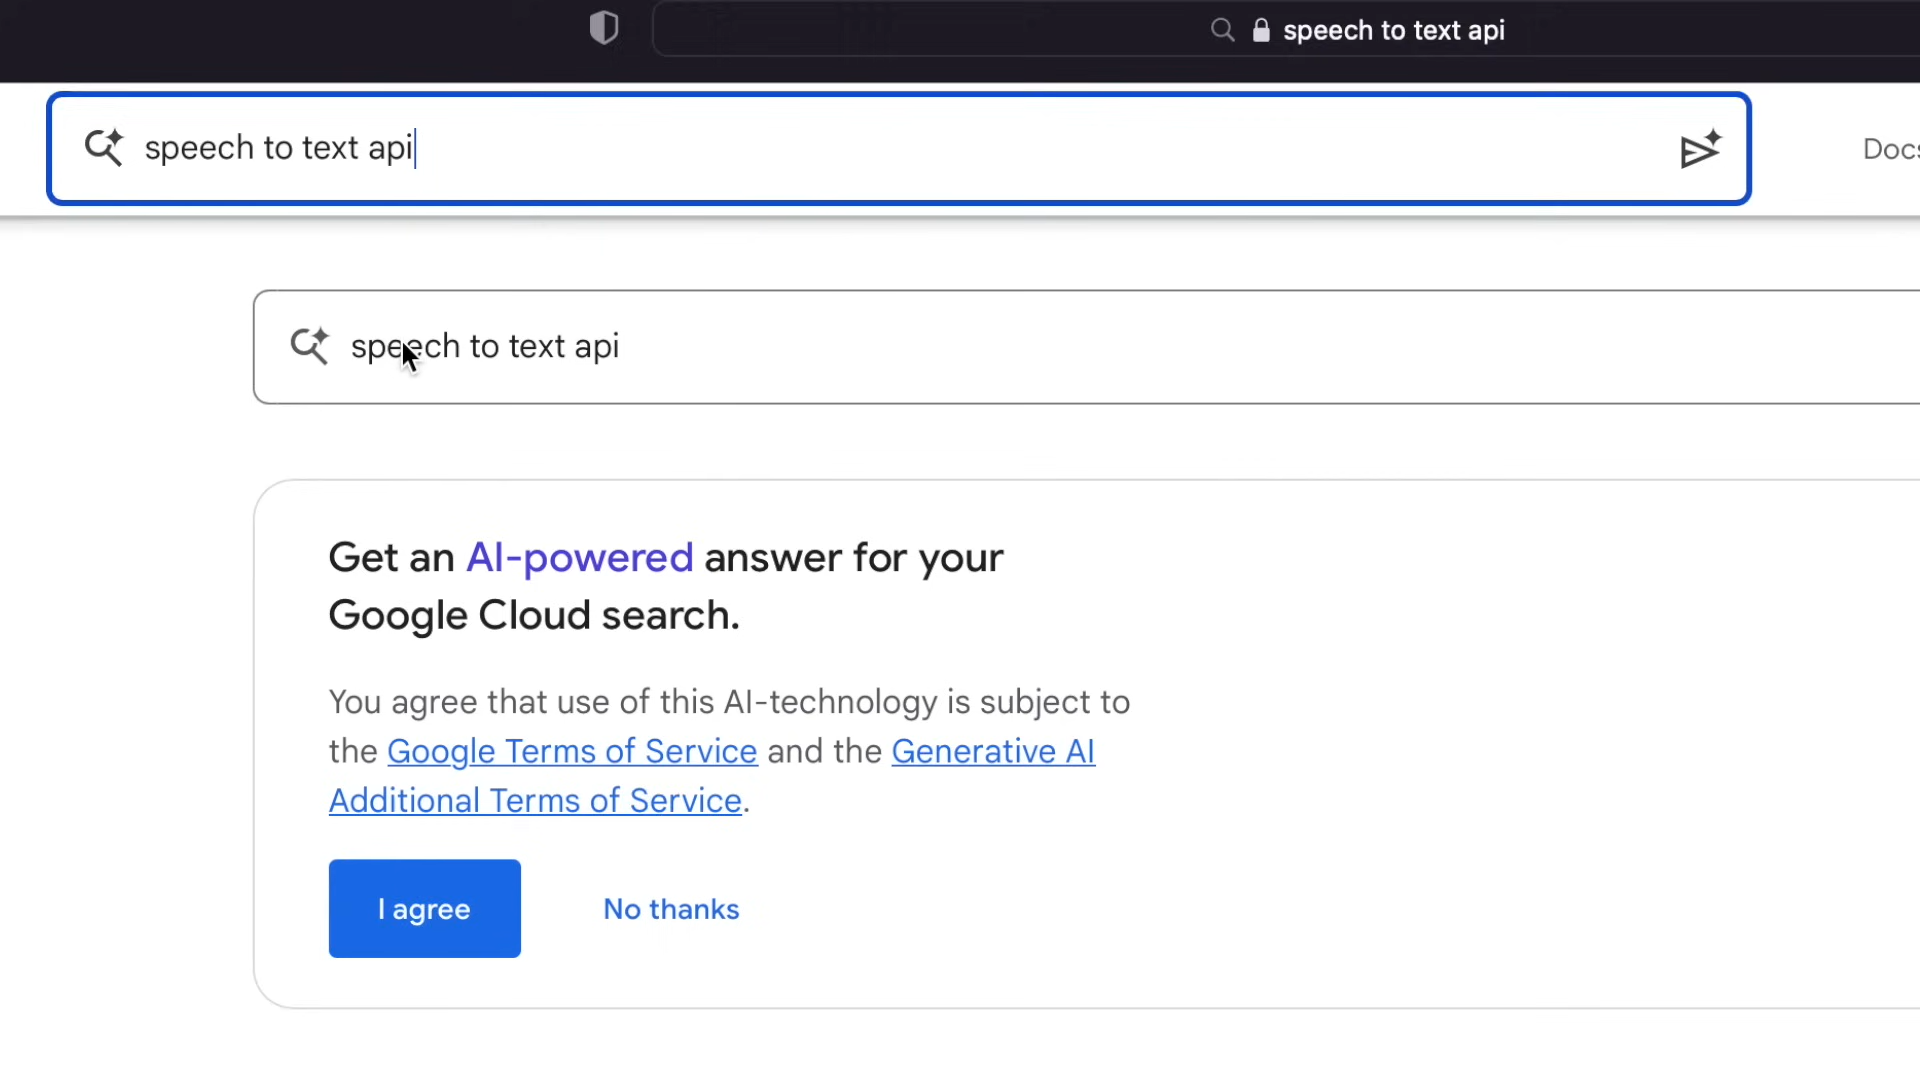 speech to text api
speech to text api
Docs
speech to text api
Get an AI-powered answer for your
Google Cloud search.
You agree that use of this AI-technology is subject to
the Google Terms of Service and the Generative AI
Additional Terms of Service.
I agree
No thanks